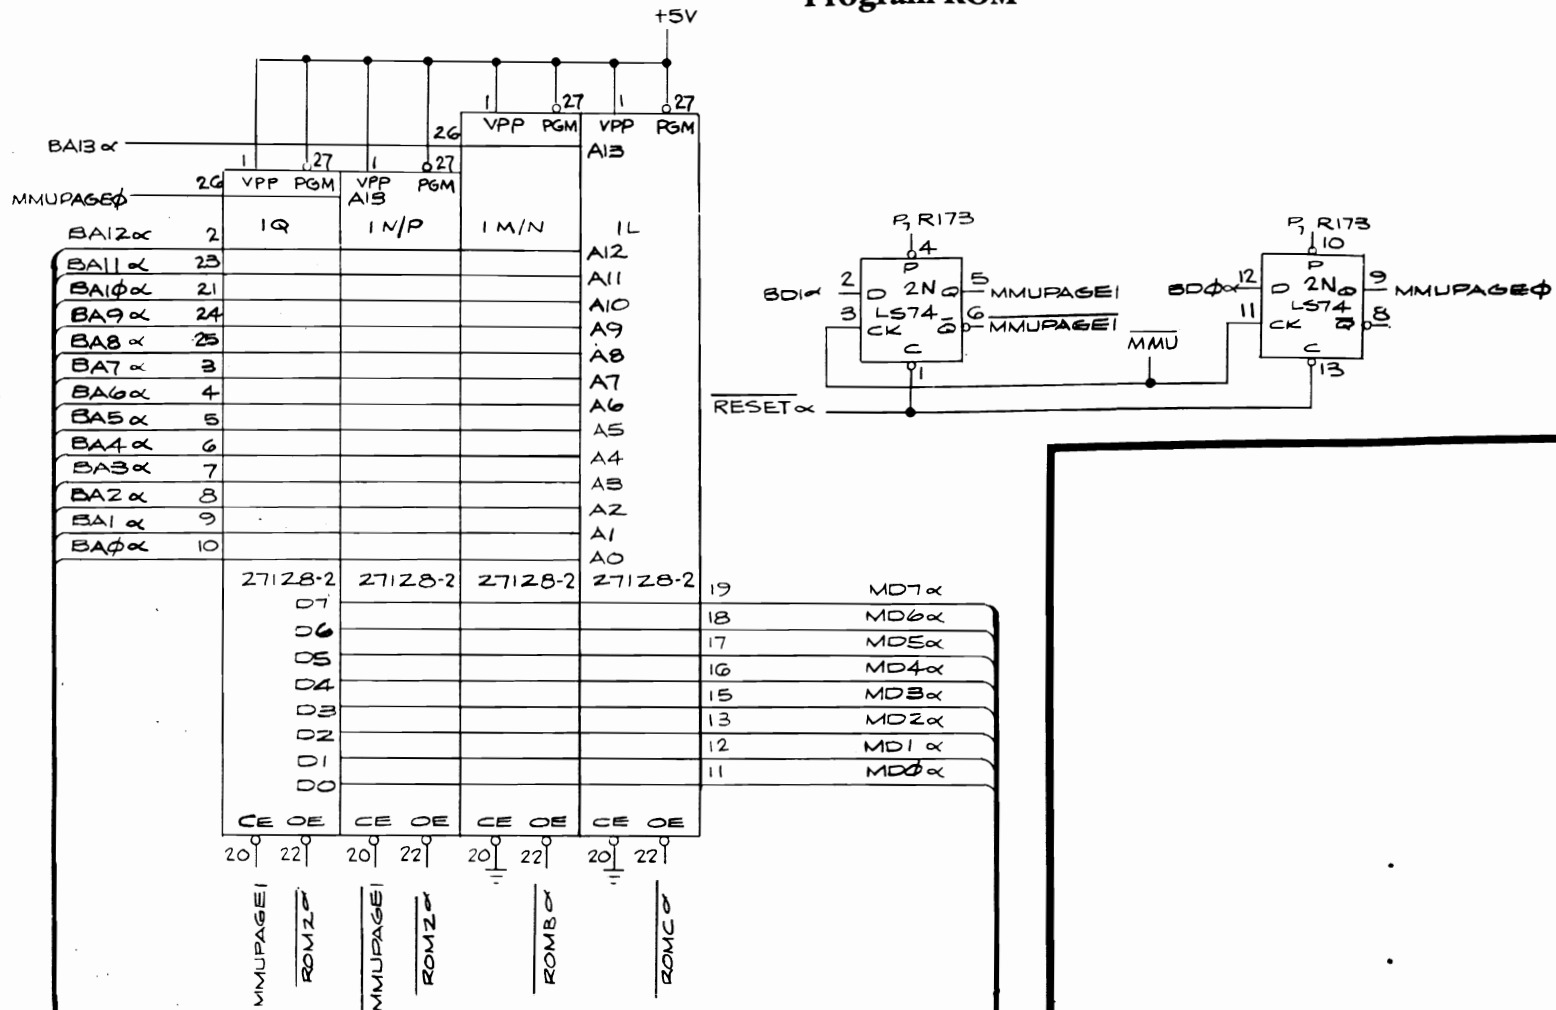 Program ROM
+5V
1 27 1 27
VPP PGM VPP PGM
26
BA13α A13
1 27 1 27
26 VPP PGM VPP PGM
MMUPAGEØ A13
1Q 1N/P 1M/N 1L
BA12α 2 A12
BA11α 23 A11
BA1Øα 21 A10
BA9α 24 A9
BA8α 25 A8
BA7α 3 A7
BA6α 4 A6
BA5α 5 A5
BA4α 6 A4
BA3α 7 A3
BA2α 8 A2
BA1α 9 A1
BAØα 10 A0
27128-2 27128-2 27128-2 27128-2
D7 19 MD7α
D6 18 MD6α
D5 17 MD5α
D4 16 MD4α
D3 15 MD3α
D2 13 MD2α
D1 12 MD1α
D0 11 MDØα
CE OE CE OE CE OE CE OE
20 22 20 22 20 22 20 22
MMUPAGE1
ROM2α
MMUPAGE1
ROM2α
ROMBα
ROMCα
P, R173
4
P
BD1α 2 D 2N Q 5 MMUPAGE1
LS74
3 CK Q 6 MMUPAGE1
C
1
MMU
RESETα
P, R173
10
P
BDØα 12 D 2N Q 9 MMUPAGEØ
LS74
11 CK Q 8
C
13